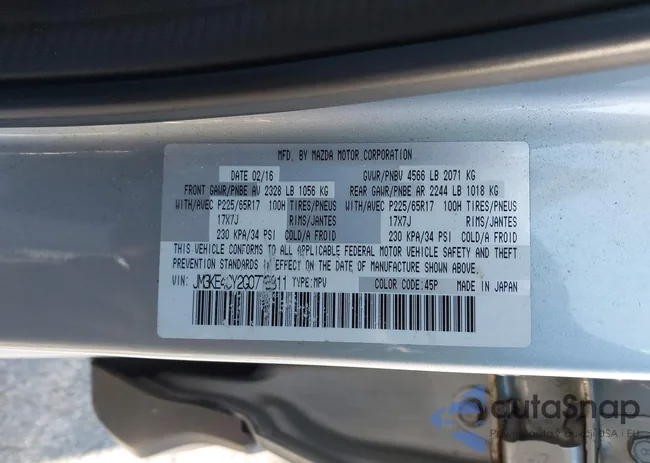 MFD. BY MAZDA MOTOR CORPORATION
DATE 02/16 GVWR/PNBV 4566 LB 2071 KG
FRONT GAWR/PNBE AV 2328 LB 1056 KG REAR GAWR/PNBE AR 2244 LB 1018 KG
WITH/AVEC P225/65R17 100H TIRES/PNEUS WITH/AVEC P225/65R17 100H TIRES/PNEUS
17X7J RIMS/JANTES 17X7J RIMS/JANTES
230 KPA/34 PSI COLD/A FROID 230 KPA/34 PSI COLD/A FROID
THIS VEHICLE CONFORMS TO ALL APPLICABLE FEDERAL MOTOR VEHICLE SAFETY AND THEFT
PREVENTION STANDARDS IN EFFECT ON THE DATE OF MANUFACTURE SHOWN ABOVE.
VIN: TYPE:MPV COLOR CODE:45P MADE IN JAPAN
autoSnap